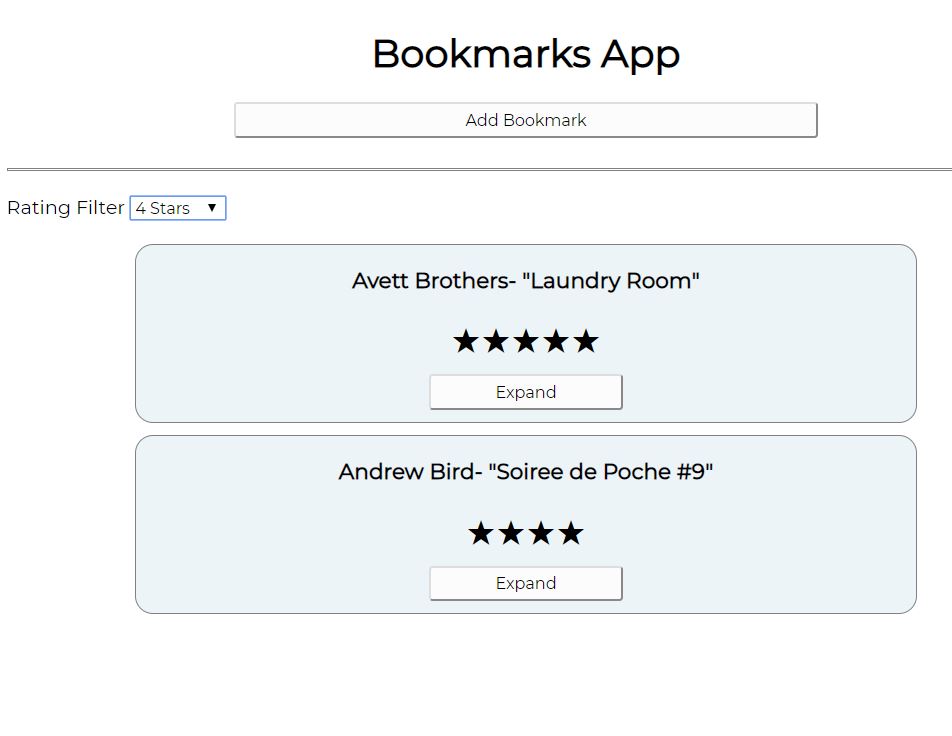 Bookmarks App
Add Bookmark
Rating Filter 4 Stars ▼
Avett Brothers- "Laundry Room"
★★★★★
Expand
Andrew Bird- "Soiree de Poche #9"
★★★★
Expand